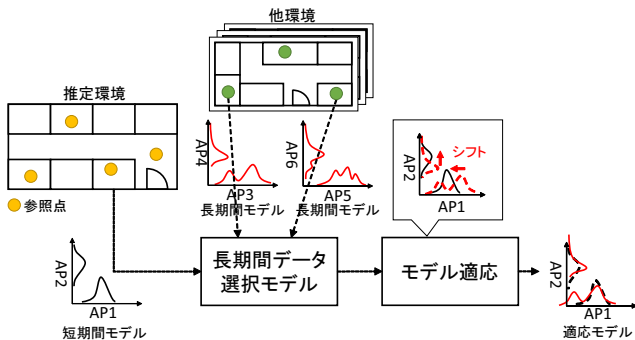 他環境
推定環境
参照点
AP4
AP3
長期間モデル
AP6
AP5
長期間モデル
AP2
シフト
AP1
AP2
AP1
短期間モデル
長期間データ
選択モデル
モデル適応
AP2
AP1
適応モデル